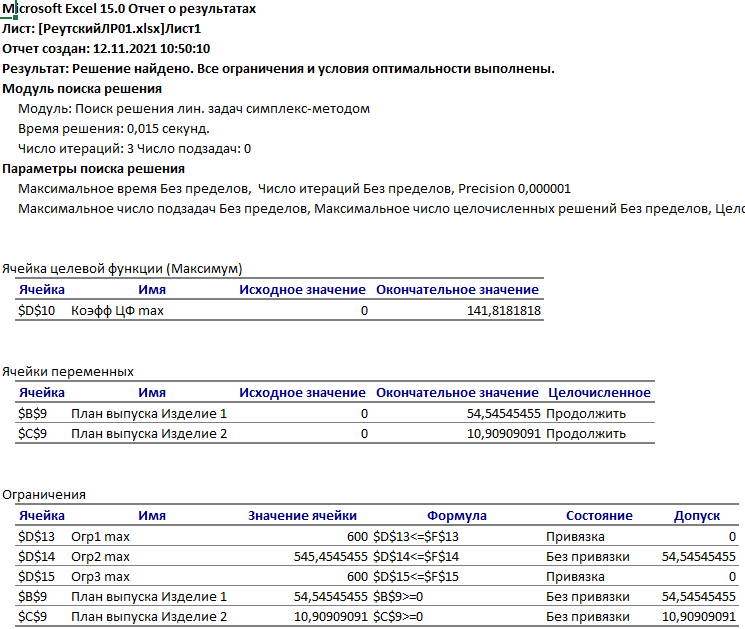 Microsoft Excel 15.0 Отчет о результатах
Лист: [РеутскийЛР01.xlsx]Лист1
Отчет создан: 12.11.2021 10:50:10
Результат: Решение найдено. Все ограничения и условия оптимальности выполнены.
Модуль поиска решения
Модуль: Поиск решения лин. задач симплекс-методом
Время решения: 0,015 секунд.
Число итераций: 3 Число подзадач: 0
Параметры поиска решения
Максимальное время Без пределов, Число итераций Без пределов, Precision 0,000001
Максимальное число подзадач Без пределов, Максимальное число целочисленных решений Без пределов, Цело
Ячейка целевой функции (Максимум)
Ячейка Имя Исходное значение Окончательное значение
$D$10 Коэфф ЦФ max 0 141,8181818
Ячейки переменных
Ячейка Имя Исходное значение Окончательное значение Целочисленное
$B$9 План выпуска Изделие 1 0 54,54545455 Продолжить
$C$9 План выпуска Изделие 2 0 10,90909091 Продолжить
Ограничения
Ячейка Имя Значение ячейки Формула Состояние Допуск
$D$13 Огр1 max 600 $D$13<=$F$13 Привязка 0
$D$14 Огр2 max 545,4545455 $D$14<=$F$14 Без привязки 54,54545455
$D$15 Огр3 max 600 $D$15<=$F$15 Привязка 0
$B$9 План выпуска Изделие 1 54,54545455 $B$9>=0 Без привязки 54,54545455
$C$9 План выпуска Изделие 2 10,90909091 $C$9>=0 Без привязки 10,90909091